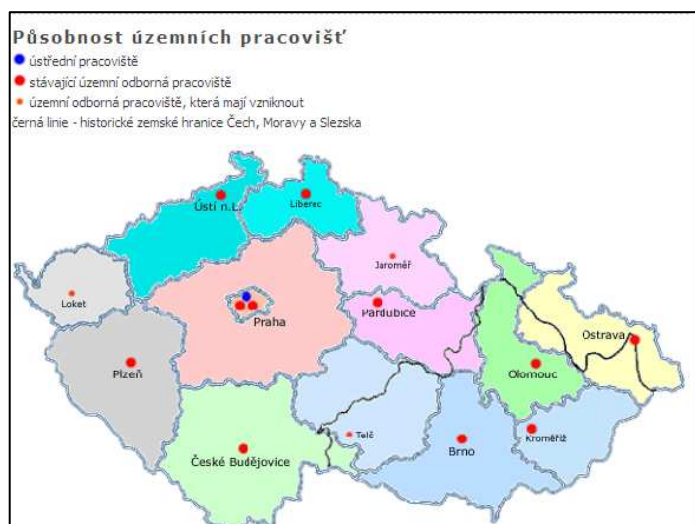 Působnost územních pracovišť
ústřední pracoviště
stávající územní odborná pracoviště
územní odborná pracoviště, která mají vzniknout
černá linie - historické zemské hranice Čech, Moravy a Slezska
Ústí n.L.
Liberec
Jaroměř
Loket
Praha
Pardubice
Ostrava
Plzeň
Olomouc
Telč
Kroměříž
Brno
České Budějovice